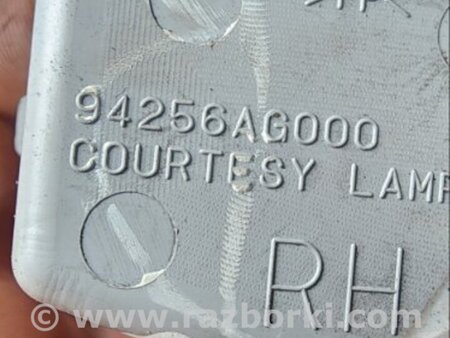 94256AG000
COURTESY LAMP
RH
© www.razborki.com